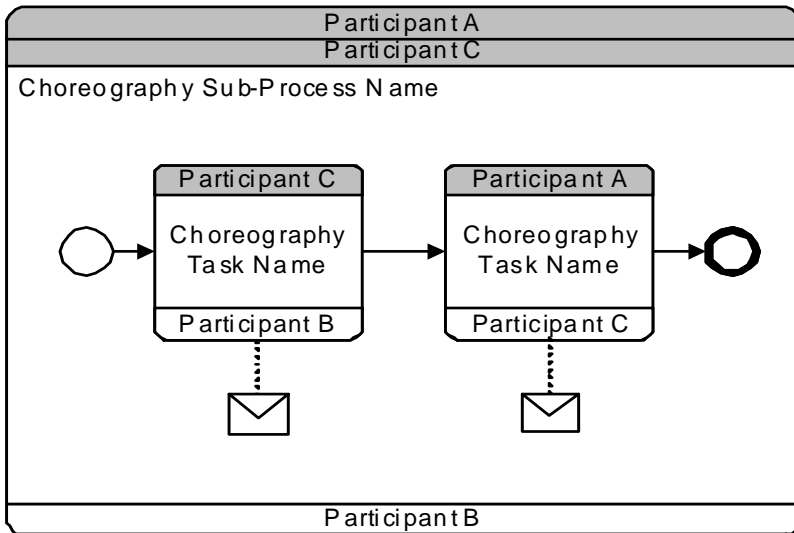 Participant A
Participant C
Choreography Sub-Process Name
Participant C
Choreography
Task Name
Participant B
Participant A
Choreography
Task Name
Participant C
Participant B